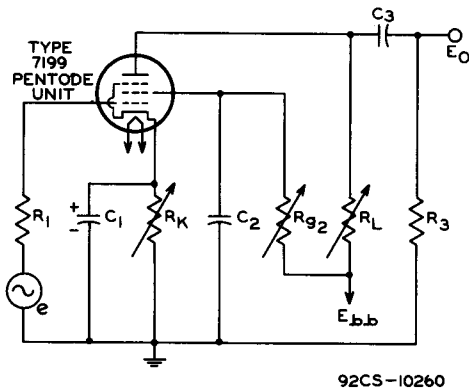 C3
EO
TYPE
7199
PENTODE
UNIT
R1
+
-
C1
RK
C2
Rg2
RL
R3
e
Ebb
92CS-10260